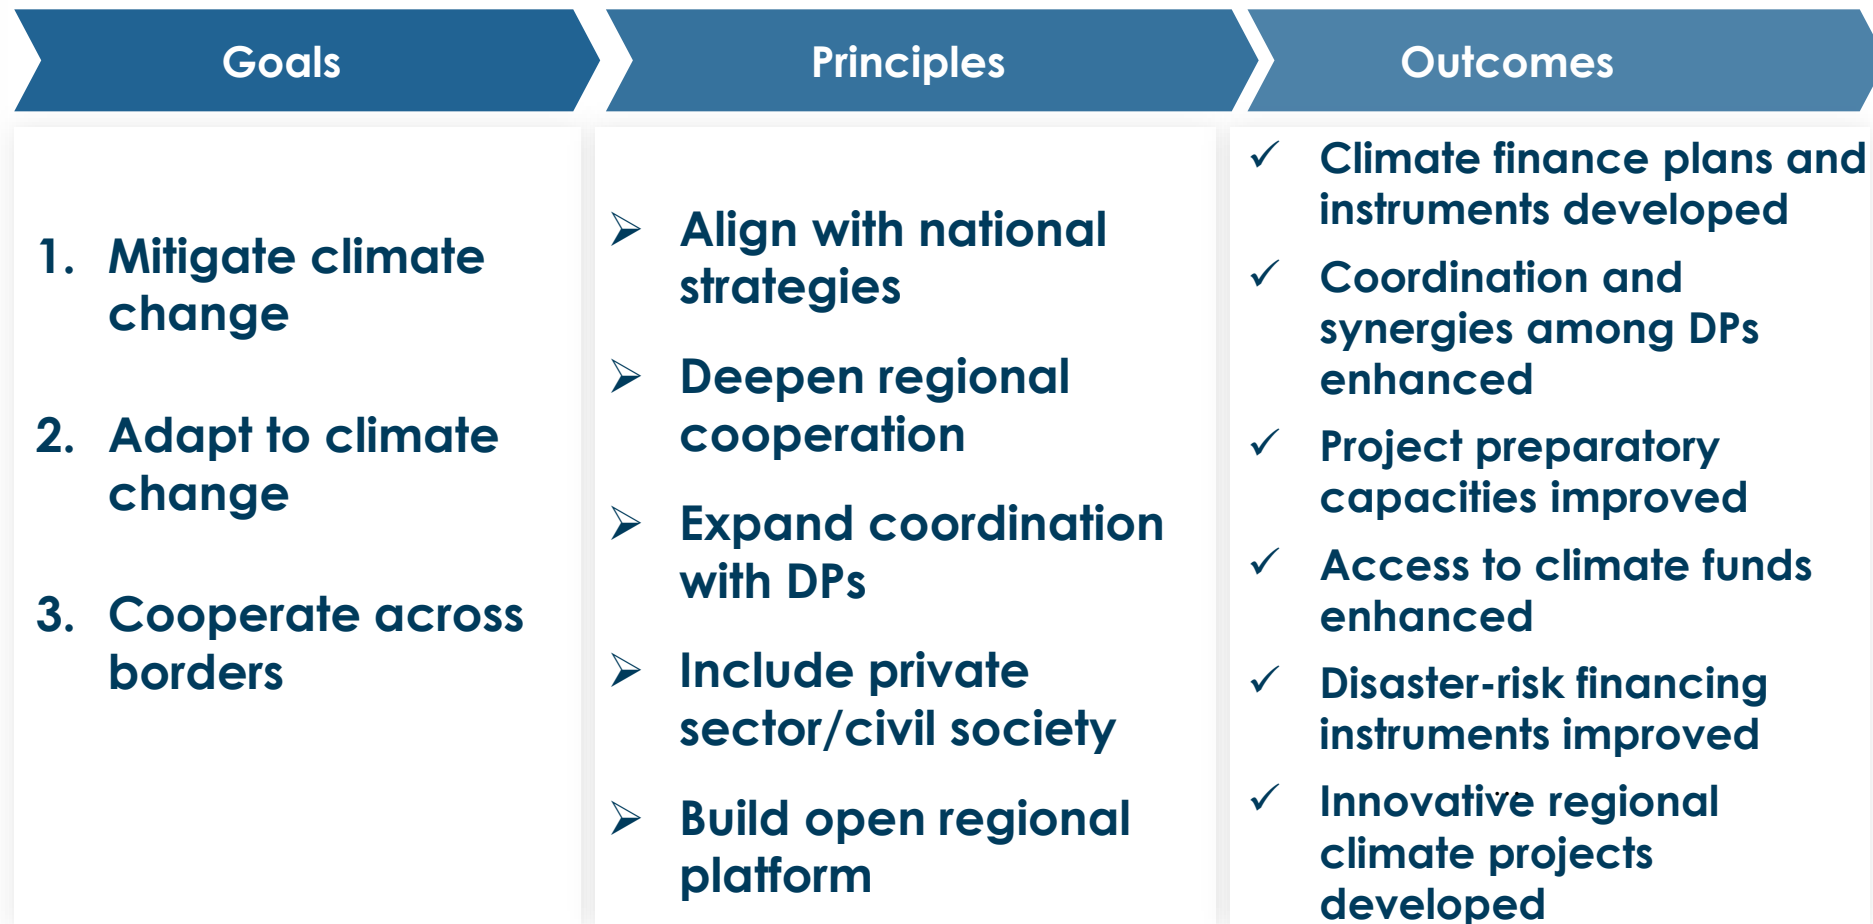 Goals
Principles
Outcomes
1. Mitigate climate
change
2. Adapt to climate
change
3. Cooperate across
borders
➢ Align with national
strategies
➢ Deepen regional
cooperation
➢ Expand coordination
with DPs
➢ Include private
sector/civil society
➢ Build open regional
platform
✓ Climate finance plans and
instruments developed
✓ Coordination and
synergies among DPs
enhanced
✓ Project preparatory
capacities improved
✓ Access to climate funds
enhanced
✓ Disaster-risk financing
instruments improved
...
✓ Innovative regional
climate projects
developed